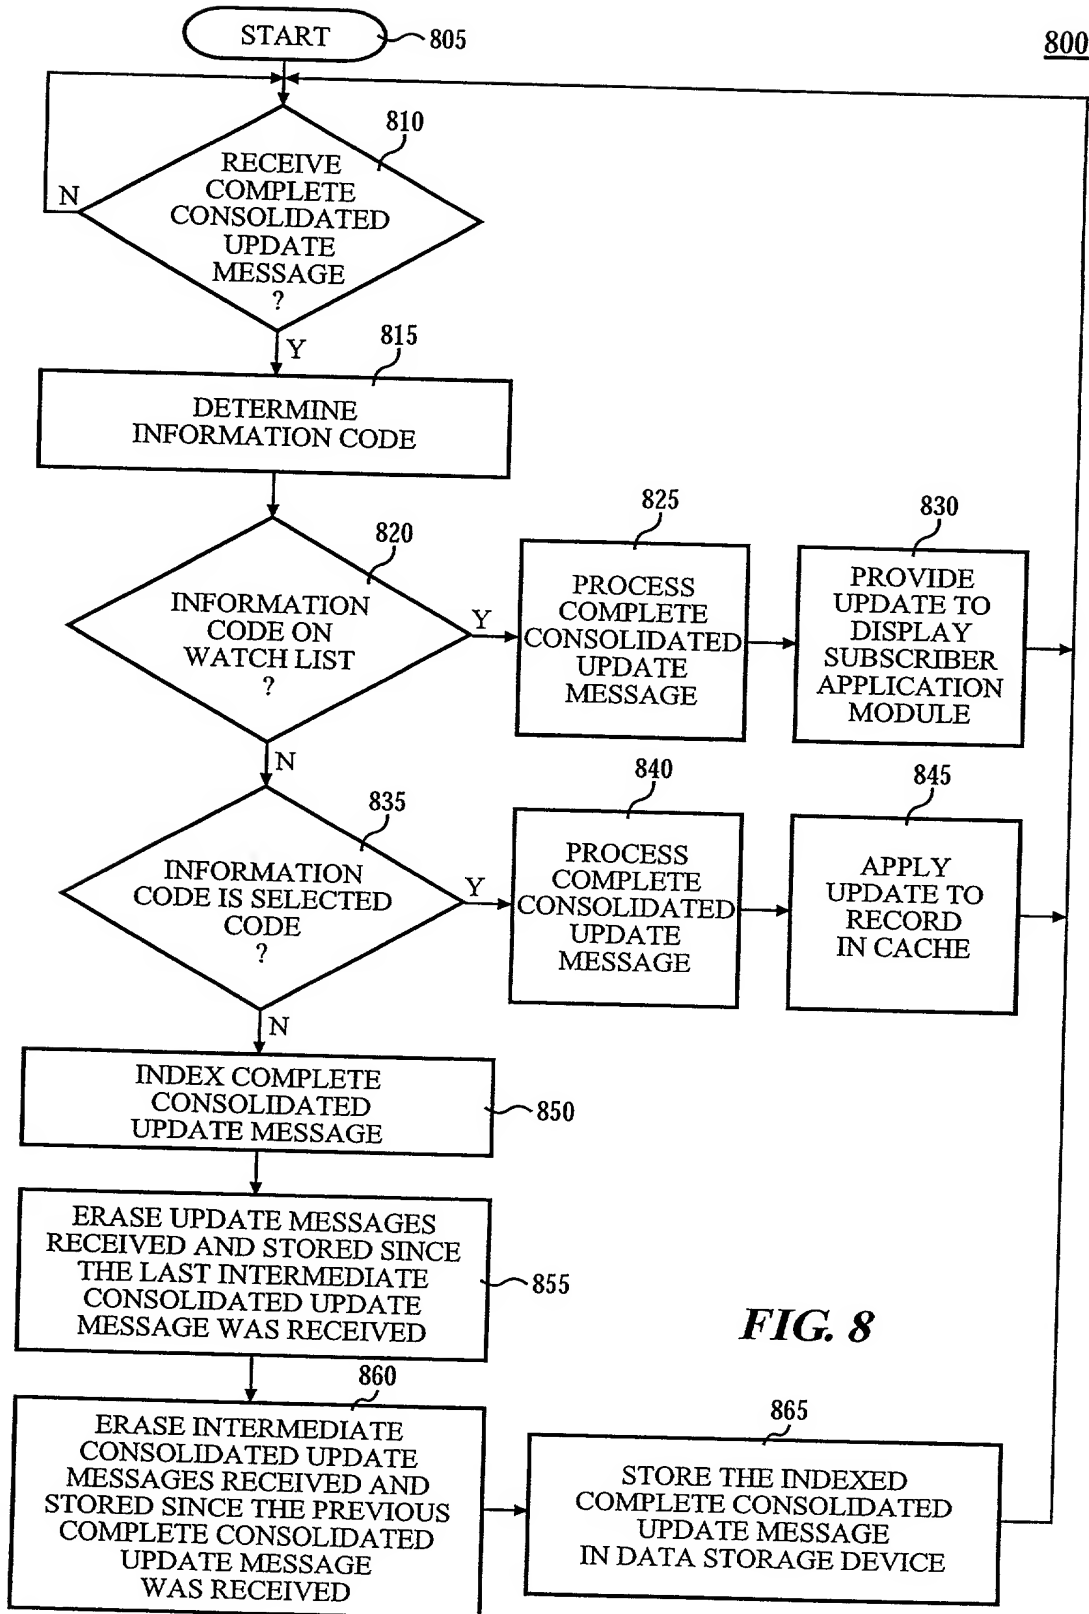 START
805
800
810
RECEIVE
COMPLETE
CONSOLIDATED
UPDATE
MESSAGE
?
N
Y
815
DETERMINE
INFORMATION CODE
820
INFORMATION
CODE ON
WATCH LIST
?
Y
N
825
PROCESS
COMPLETE
CONSOLIDATED
UPDATE
MESSAGE
830
PROVIDE
UPDATE TO
DISPLAY
SUBSCRIBER
APPLICATION
MODULE
835
INFORMATION
CODE IS SELECTED
CODE
?
Y
N
840
PROCESS
COMPLETE
CONSOLIDATED
UPDATE
MESSAGE
845
APPLY
UPDATE TO
RECORD
IN CACHE
INDEX COMPLETE
CONSOLIDATED
UPDATE MESSAGE
850
ERASE UPDATE MESSAGES
RECEIVED AND STORED SINCE
THE LAST INTERMEDIATE
CONSOLIDATED UPDATE
MESSAGE WAS RECEIVED
855
FIG. 8
860
ERASE INTERMEDIATE
CONSOLIDATED UPDATE
MESSAGES RECEIVED AND
STORED SINCE THE PREVIOUS
COMPLETE CONSOLIDATED
UPDATE MESSAGE
WAS RECEIVED
865
STORE THE INDEXED
COMPLETE CONSOLIDATED
UPDATE MESSAGE
IN DATA STORAGE DEVICE